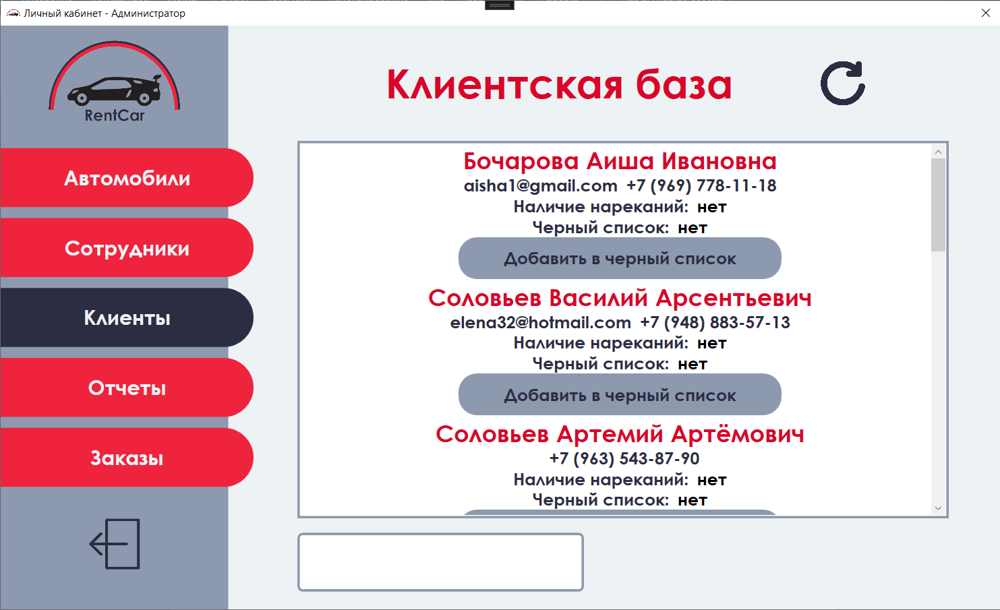 Личный кабинет - Администратор
RentCar
Автомобили
Сотрудники
Клиенты
Отчеты
Заказы
Клиентская база
Бочарова Аиша Ивановна
aisha1@gmail.com +7 (969) 778-11-18
Наличие нареканий: нет
Черный список: нет
Добавить в черный список
Соловьев Василий Арсентьевич
elena32@hotmail.com +7 (948) 883-57-13
Наличие нареканий: нет
Черный список: нет
Добавить в черный список
Соловьев Артемий Артёмович
+7 (963) 543-87-90
Наличие нареканий: нет
Черный список: нет